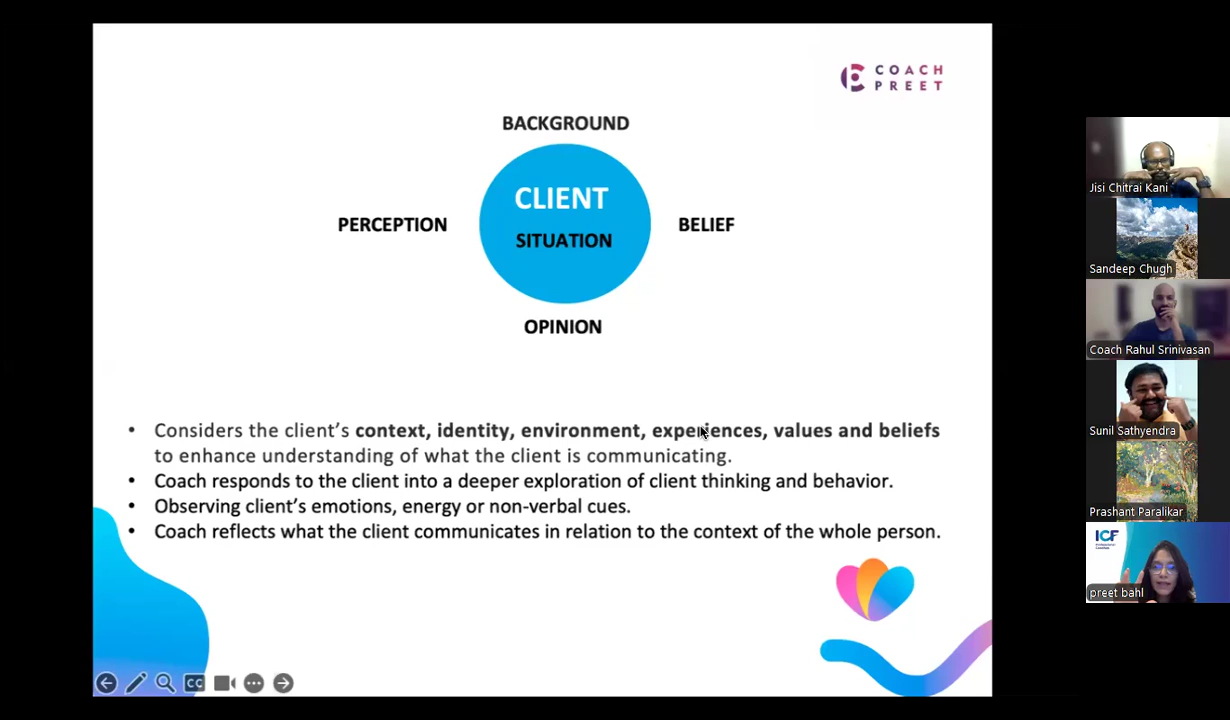 COACH
PREET
BACKGROUND
CLIENT
PERCEPTION
SITUATION
BELIEF
OPINION
• Considers the client's context, identity, environment, experiences, values and beliefs
to enhance understanding of what the client is communicating.
• Coach responds to the client into a deeper exploration of client thinking and behavior.
• Observing client's emotions, energy or non-verbal cues.
• Coach reflects what the client communicates in relation to the context of the whole person.
CC
Jisi Chitrai Kani
Sandeep Chugh
Coach Rahul Srinivasan
Sunil Sathyendra
Prashant Paralikar
ICF
preet bahl